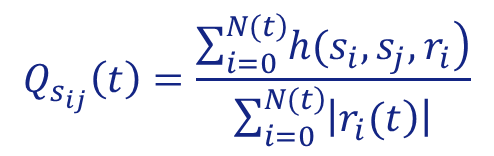 $Q_{s_{ij}}(t) = \frac{\sum_{i=0}^{N(t)} h(s_i, s_j, r_i)}{\sum_{i=0}^{N(t)} |r_i(t)|}$